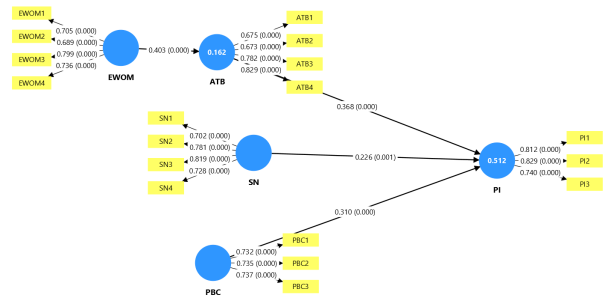 EWOM1
EWOM2
EWOM3
EWOM4
0.705 (0.000)
0.689 (0.000)
0.799 (0.000)
0.736 (0.000)
EWOM
0.403 (0.000)
0.162
ATB
0.675 (0.000)
0.673 (0.000)
0.782 (0.000)
0.829 (0.000)
ATB1
ATB2
ATB3
ATB4
0.368 (0.000)
SN1
SN2
SN3
SN4
0.702 (0.000)
0.781 (0.000)
0.819 (0.000)
0.728 (0.000)
SN
0.226 (0.001)
0.512
PI
0.812 (0.000)
0.829 (0.000)
0.740 (0.000)
PI1
PI2
PI3
0.310 (0.000)
PBC
0.732 (0.000)
0.735 (0.000)
0.737 (0.000)
PBC1
PBC2
PBC3